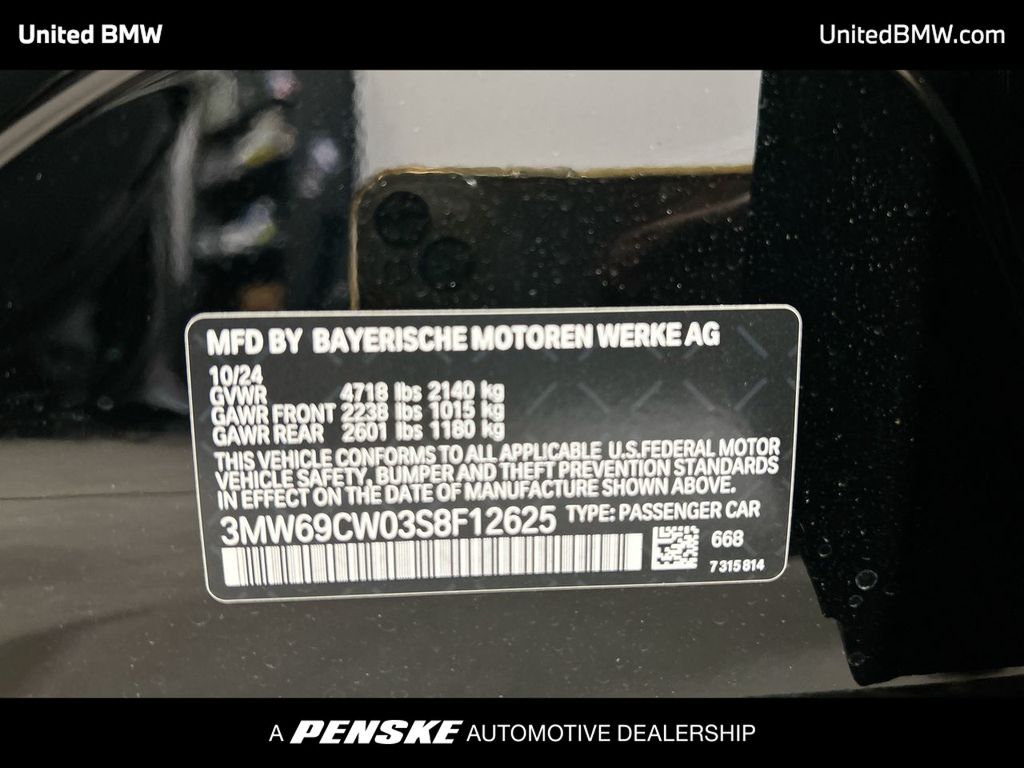 United BMW
UnitedBMW.com
MFD BY BAYERISCHE MOTOREN WERKE AG
10/24
GVWR 4718 lbs 2140 kg
GAWR FRONT 2238 lbs 1015 kg
GAWR REAR 2601 lbs 1180 kg
THIS VEHICLE CONFORMS TO ALL APPLICABLE U.S.FEDERAL MOTOR
VEHICLE SAFETY, BUMPER AND THEFT PREVENTION STANDARDS
IN EFFECT ON THE DATE OF MANUFACTURE SHOWN ABOVE.
3MW69CW03S8F12625 TYPE: PASSENGER CAR
668
7315814
A PENSKE AUTOMOTIVE DEALERSHIP